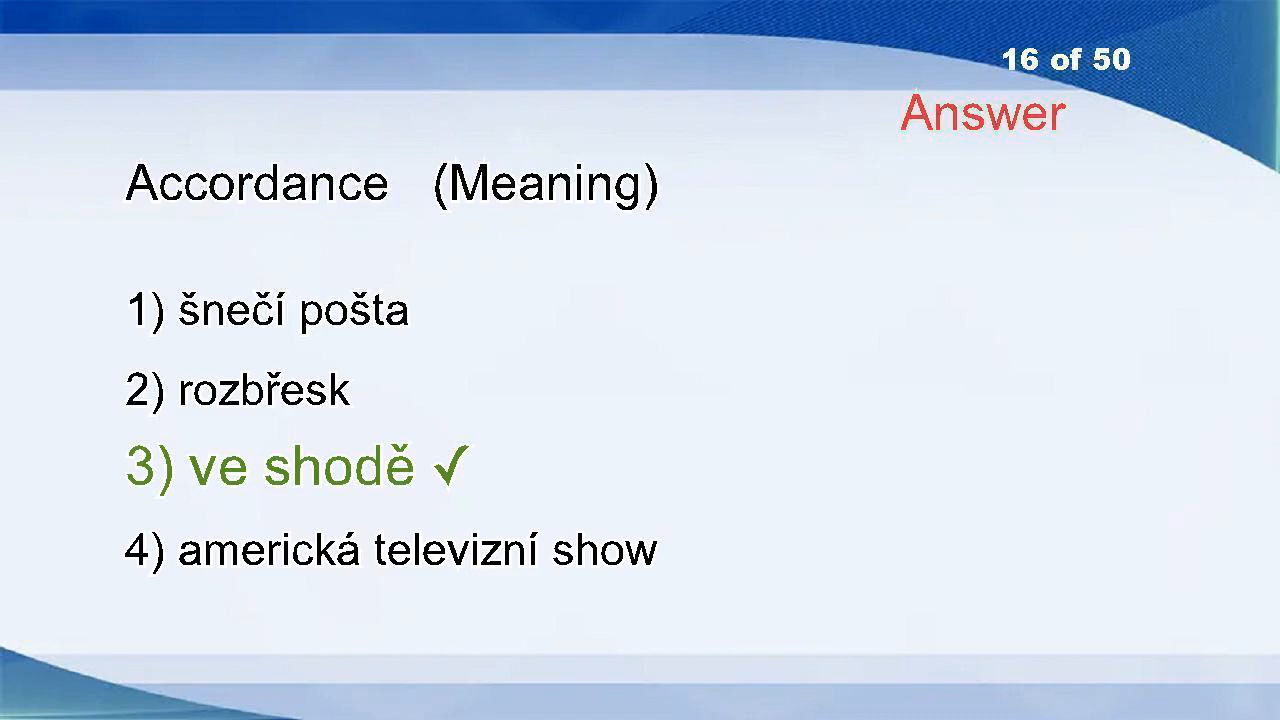 16 of 50
Answer
Accordance (Meaning)
1) šnečí pošta
2) rozbřesk
3) ve shodě ✓
4) americká televizní show